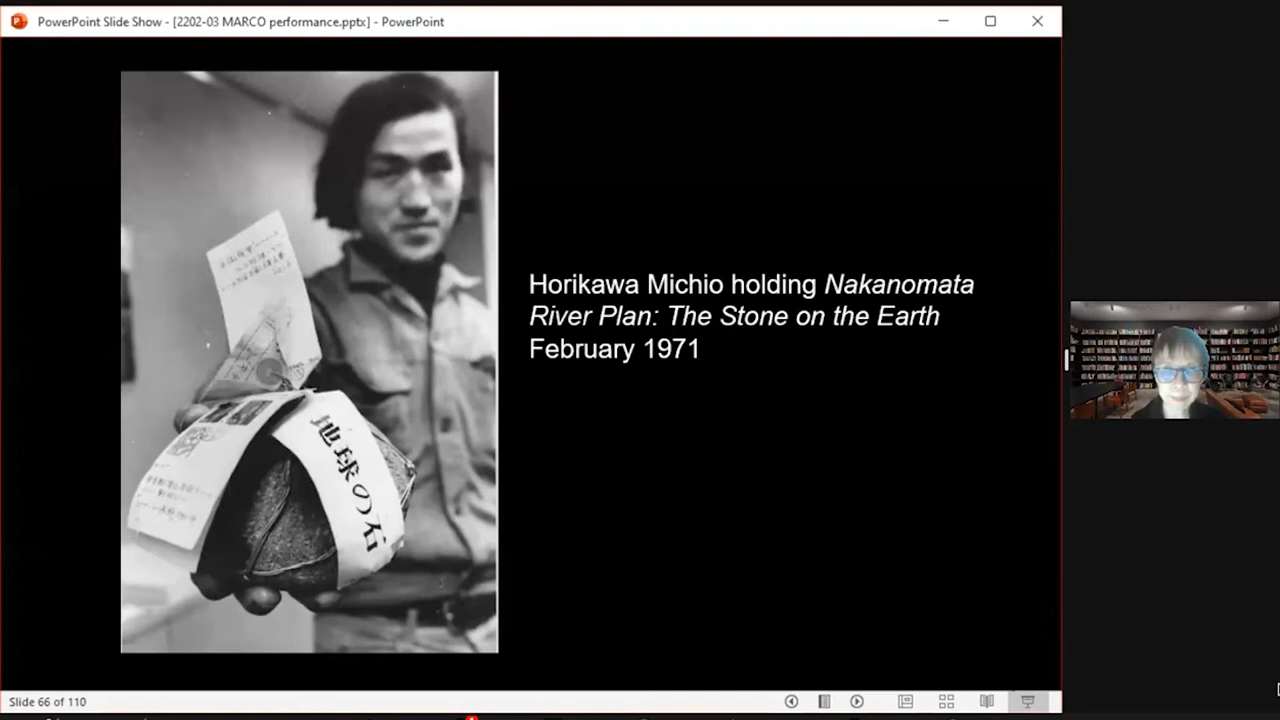 PowerPoint Slide Show - [2202-03 MARCO performance.pptx] - PowerPoint
地球の石
Horikawa Michio holding Nakanomata
River Plan: The Stone on the Earth
February 1971
Slide 66 of 110